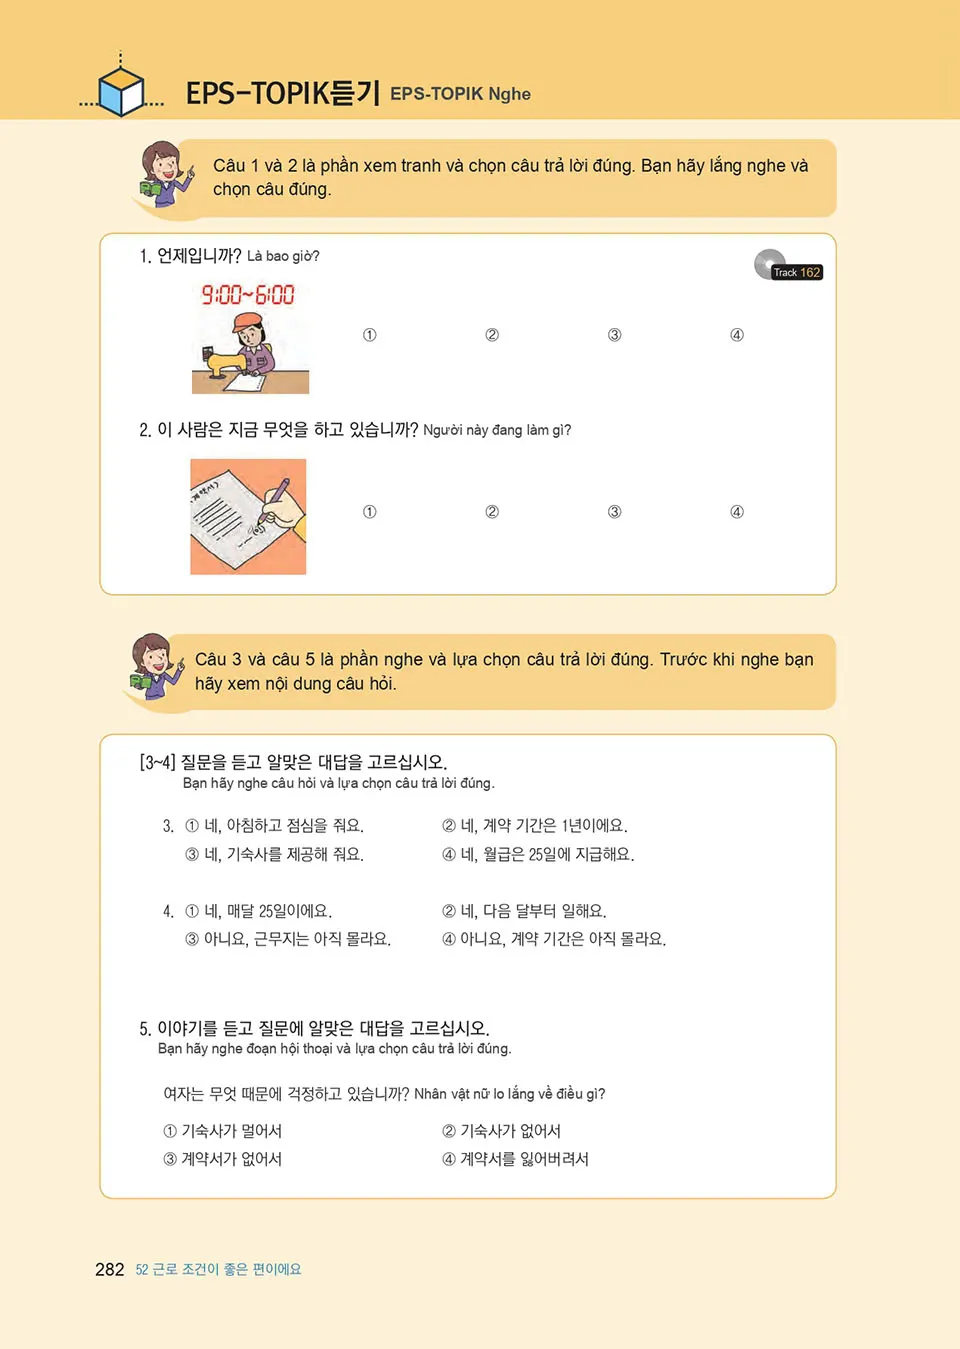 EPS-TOPIK듣기 EPS-TOPIK Nghe
Câu 1 và 2 là phần xem tranh và chọn câu trả lời đúng. Bạn hãy lắng nghe và
chọn câu đúng.
1. 언제입니까? Là bao giờ?
Track 162
9:00~6:00
① ② ③ ④
2. 이 사람은 지금 무엇을 하고 있습니까? Người này đang làm gì?
① ② ③ ④
Câu 3 và câu 5 là phần nghe và lựa chọn câu trả lời đúng. Trước khi nghe bạn
hãy xem nội dung câu hỏi.
[3~4] 질문을 듣고 알맞은 대답을 고르십시오.
Bạn hãy nghe câu hỏi và lựa chọn câu trả lời đúng.
3. ① 네, 아침하고 점심을 줘요. ② 네, 계약 기간은 1년이에요.
③ 네, 기숙사를 제공해 줘요. ④ 네, 월급은 25일에 지급해요.
4. ① 네, 매달 25일이에요. ② 네, 다음 달부터 일해요.
③ 아니요, 근무지는 아직 몰라요. ④ 아니요, 계약 기간은 아직 몰라요.
5. 이야기를 듣고 질문에 알맞은 대답을 고르십시오.
Bạn hãy nghe đoạn hội thoại và lựa chọn câu trả lời đúng.
여자는 무엇 때문에 걱정하고 있습니까? Nhân vật nữ lo lắng về điều gì?
① 기숙사가 멀어서 ② 기숙사가 없어서
③ 계약서가 없어서 ④ 계약서를 잃어버려서
282 52 근로 조건이 좋은 편이에요